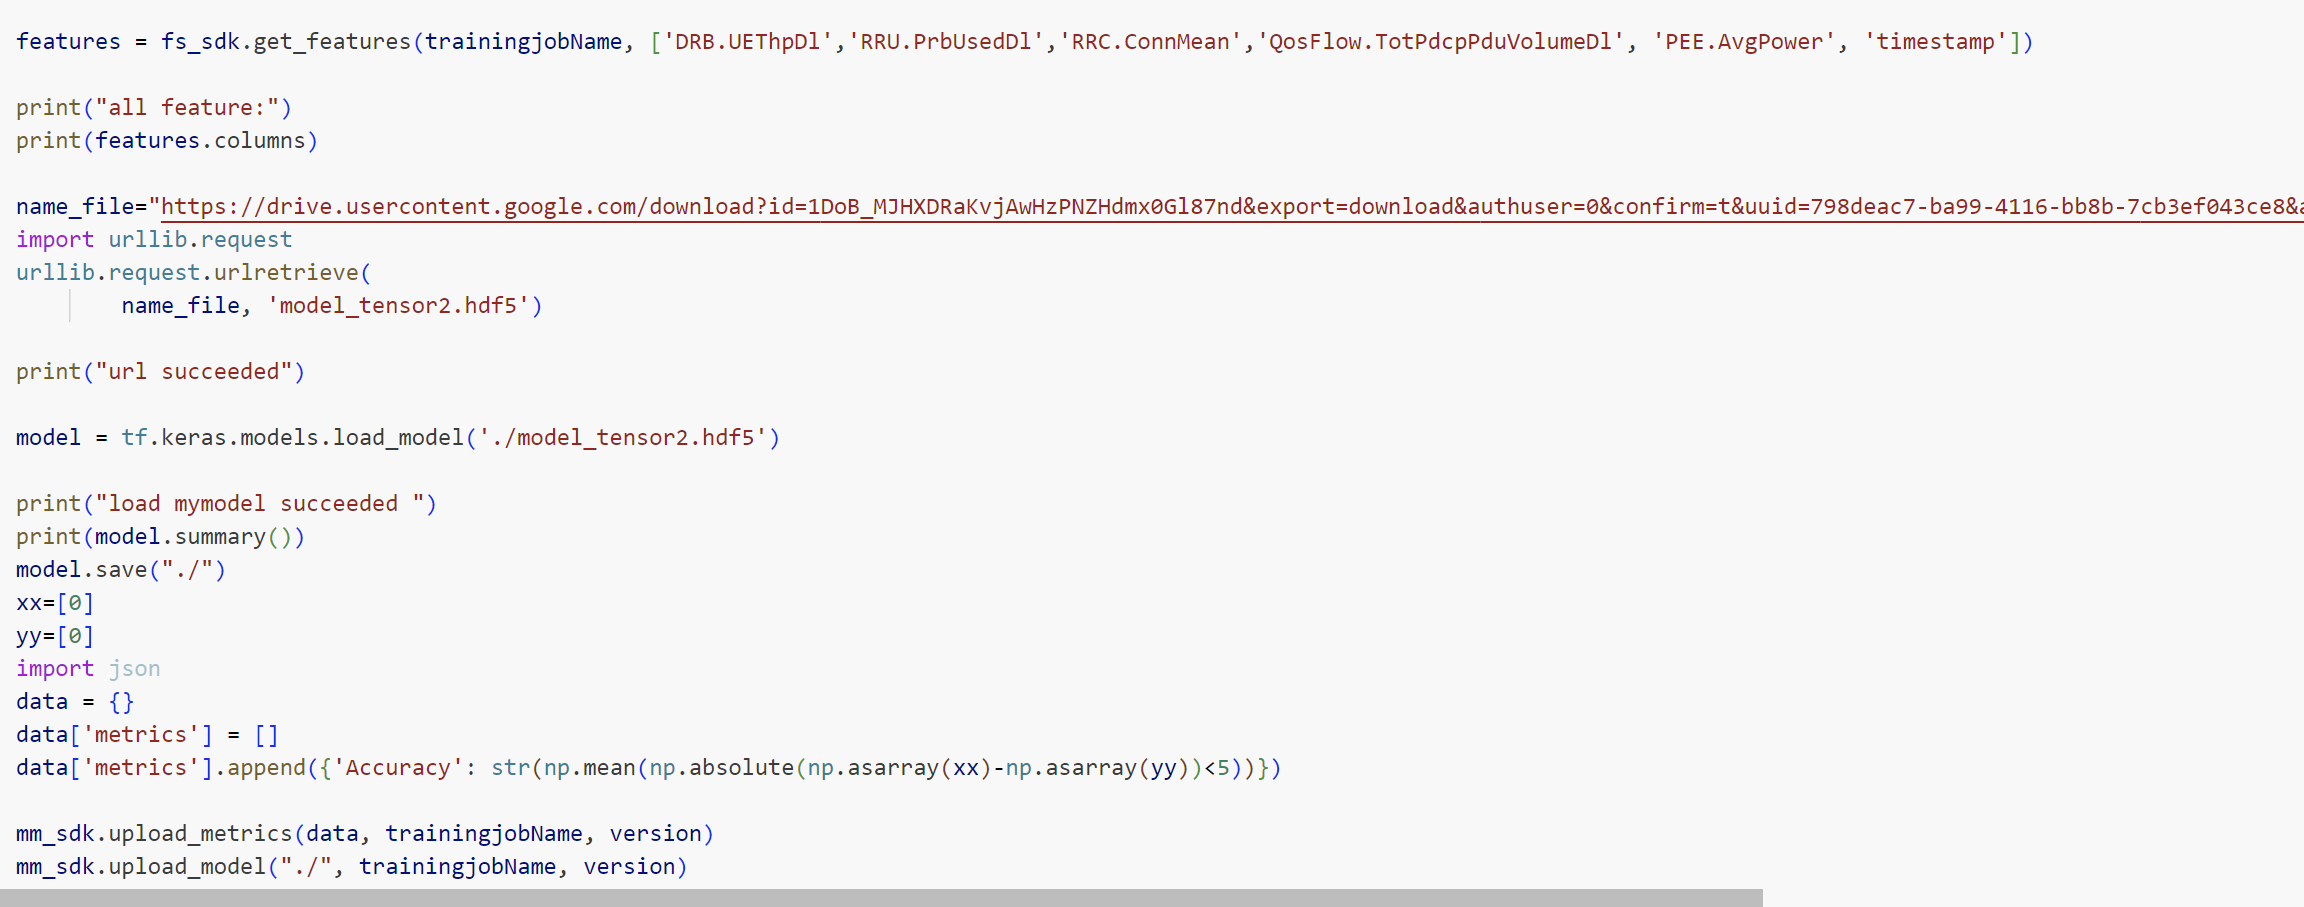 features = fs_sdk.get_features(trainingjobName, ['DRB.UEThpDl','RRU.PrbUsedDl','RRC.ConnMean','QosFlow.TotPdcpPduVolumeDl', 'PEE.AvgPower', 'timestamp'])
print("all feature:")
print(features.columns)
name_file="https://drive.usercontent.google.com/download?id=1DoB_MJHXDRaKvjAwHzPNZHdmx0Gl87nd&export=download&authuser=0&confirm=t&uuid=798deac7-ba99-4116-bb8b-7cb3ef043ce8&
import urllib.request
urllib.request.urlretrieve(
        name_file, 'model_tensor2.hdf5')
print("url succeeded")
model = tf.keras.models.load_model('./model_tensor2.hdf5')
print("load mymodel succeeded ")
print(model.summary())
model.save("./")
xx=[0]
yy=[0]
import json
data = {}
data['metrics'] = []
data['metrics'].append({'Accuracy': str(np.mean(np.absolute(np.asarray(xx)-np.asarray(yy))<5))})
mm_sdk.upload_metrics(data, trainingjobName, version)
mm_sdk.upload_model("./", trainingjobName, version)